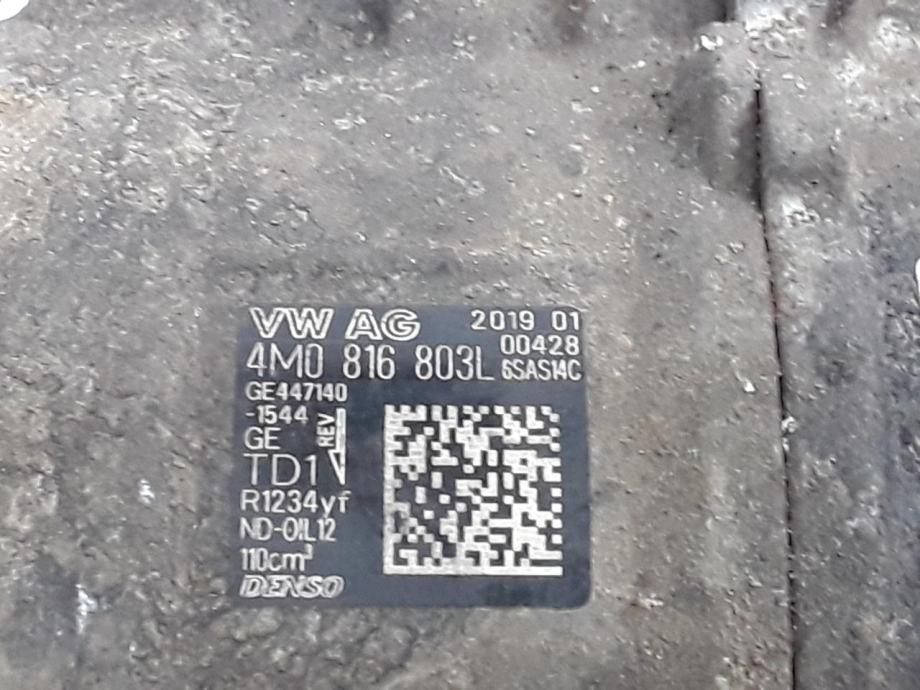 VW AG 2019 01
00428
4M0 816 803L 6SAS14C
GE447140
-1544
GE REV
TD1
R1234yf
ND-OIL12
110cm³
DENSO